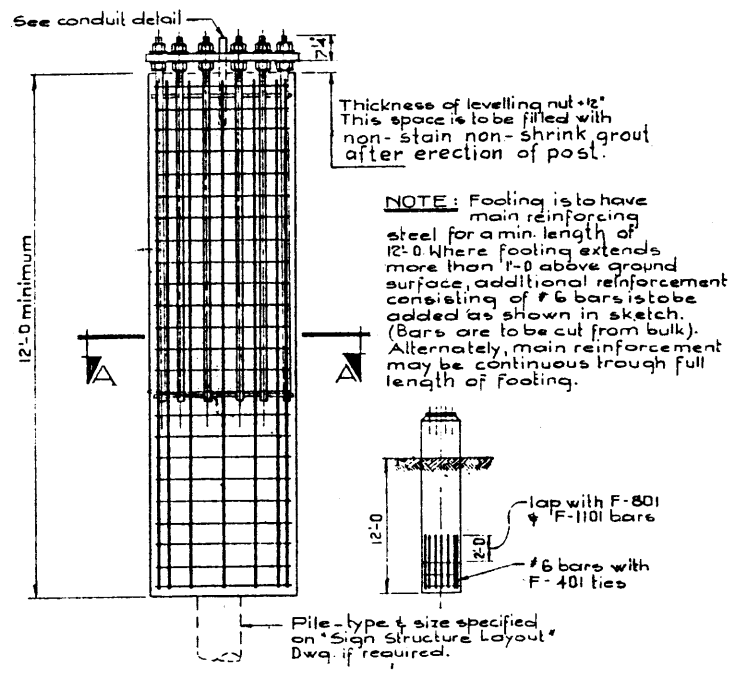 See conduit detail
7¼"
Thickness of levelling nut +½"
This space is to be filled with
non-stain non-shrink grout
after erection of post.
NOTE: Footing is to have
main reinforcing
steel for a min. length of
12'-0. Where footing extends
more than 1'-0 above ground
surface, additional reinforcement
consisting of #6 bars is to be
added as shown in sketch.
(Bars are to be cut from bulk).
Alternately, main reinforcement
may be continuous trough full
length of footing.
12'-0 minimum
A
A
lap with F-801
& F-1101 bars
12'-0
2'-0
#6 bars with
F-401 ties
Pile-type & size specified
on "Sign Structure Layout"
Dwg. if required.